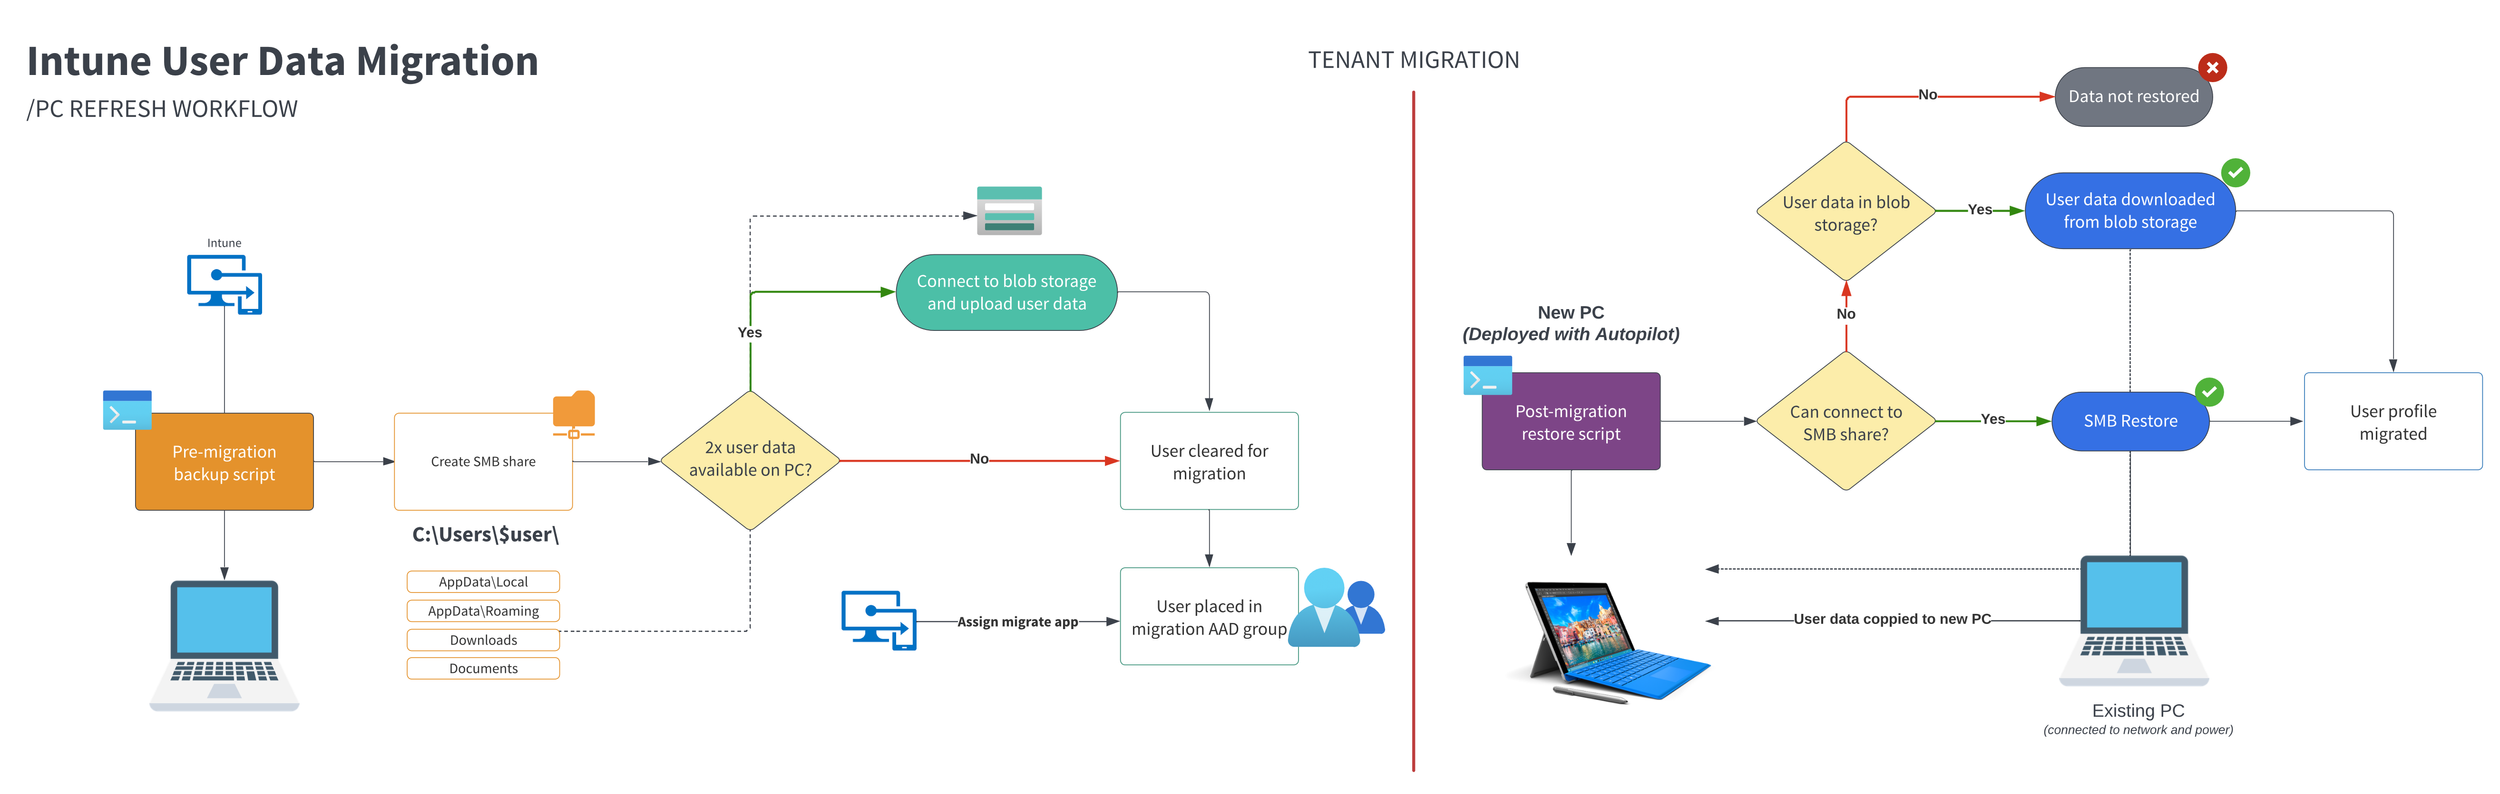 Intune User Data Migration
/PC REFRESH WORKFLOW
Intune
Pre-migration
backup script
Create SMB share
C:\Users\$user\
AppData\Local
AppData\Roaming
Downloads
Documents
2x user data
available on PC?
Yes
No
Connect to blob storage
and upload user data
User cleared for
migration
Assign migrate app
User placed in
migration AAD group
TENANT MIGRATION
New PC
(Deployed with Autopilot)
Post-migration
restore script
Can connect to
SMB share?
No
Yes
User data in blob
storage?
No
Yes
Data not restored
User data downloaded
from blob storage
SMB Restore
User profile
migrated
User data coppied to new PC
Existing PC
(connected to network and power)